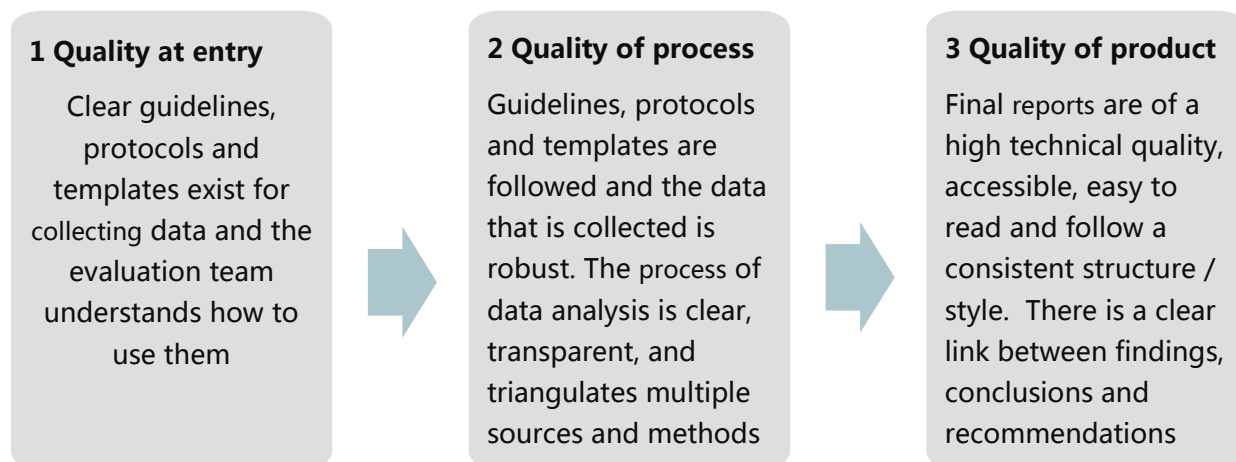 1 Quality at entry
Clear guidelines,
protocols and
templates exist for
collecting data and the
evaluation team
understands how to
use them
2 Quality of process
Guidelines, protocols
and templates are
followed and the data
that is collected is
robust. The process of
data analysis is clear,
transparent, and
triangulates multiple
sources and methods
3 Quality of product
Final reports are of a
high technical quality,
accessible, easy to
read and follow a
consistent structure /
style.  There is a clear
link between findings,
conclusions and
recommendations